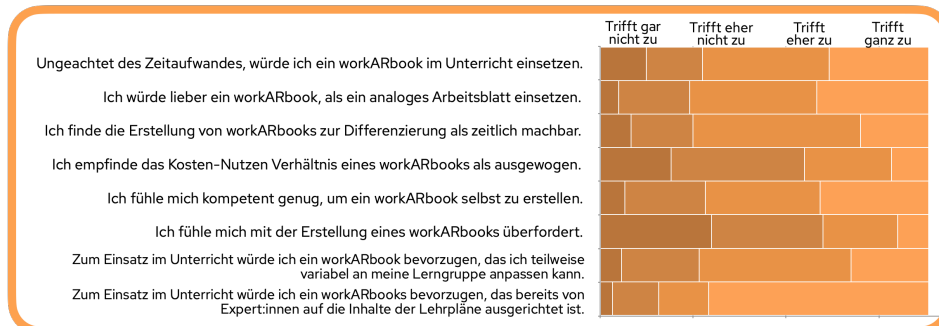 Trifft gar
nicht zu
Trifft eher
nicht zu
Trifft
eher zu
Trifft
ganz zu
Ungeachtet des Zeitaufwandes, würde ich ein workARbook im Unterricht einsetzen.
Ich würde lieber ein workARbook, als ein analoges Arbeitsblatt einsetzen.
Ich finde die Erstellung von workARbooks zur Differenzierung als zeitlich machbar.
Ich empfinde das Kosten-Nutzen Verhältnis eines workARbooks als ausgewogen.
Ich fühle mich kompetent genug, um ein workARbook selbst zu erstellen.
Ich fühle mich mit der Erstellung eines workARbooks überfordert.
Zum Einsatz im Unterricht würde ich ein workARbook bevorzugen, das ich teilweise
variabel an meine Lerngruppe anpassen kann.
Zum Einsatz im Unterricht würde ich ein workARbooks bevorzugen, das bereits von
Expert:innen auf die Inhalte der Lehrpläne ausgerichtet ist.